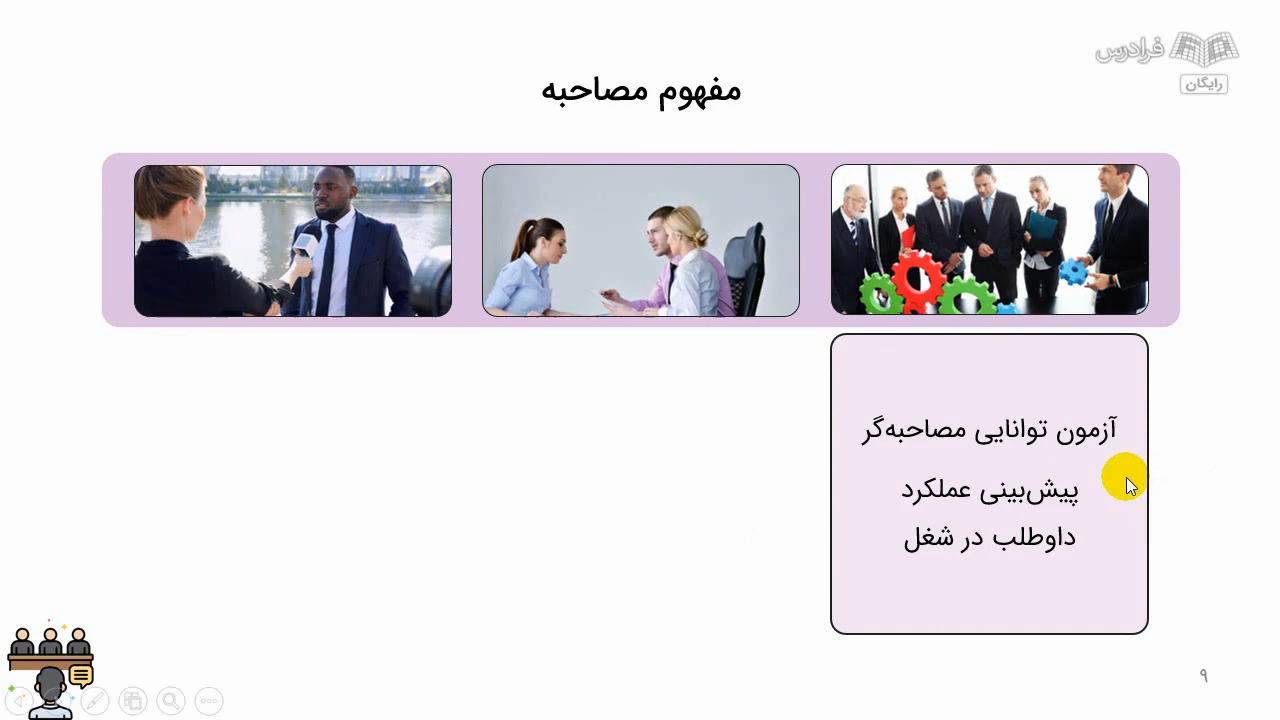 فرادرس
رایگان
مفهوم مصاحبه
آزمون توانایی مصاحبه‌گر
پیش‌بینی عملکرد
داوطلب در شغل
۹